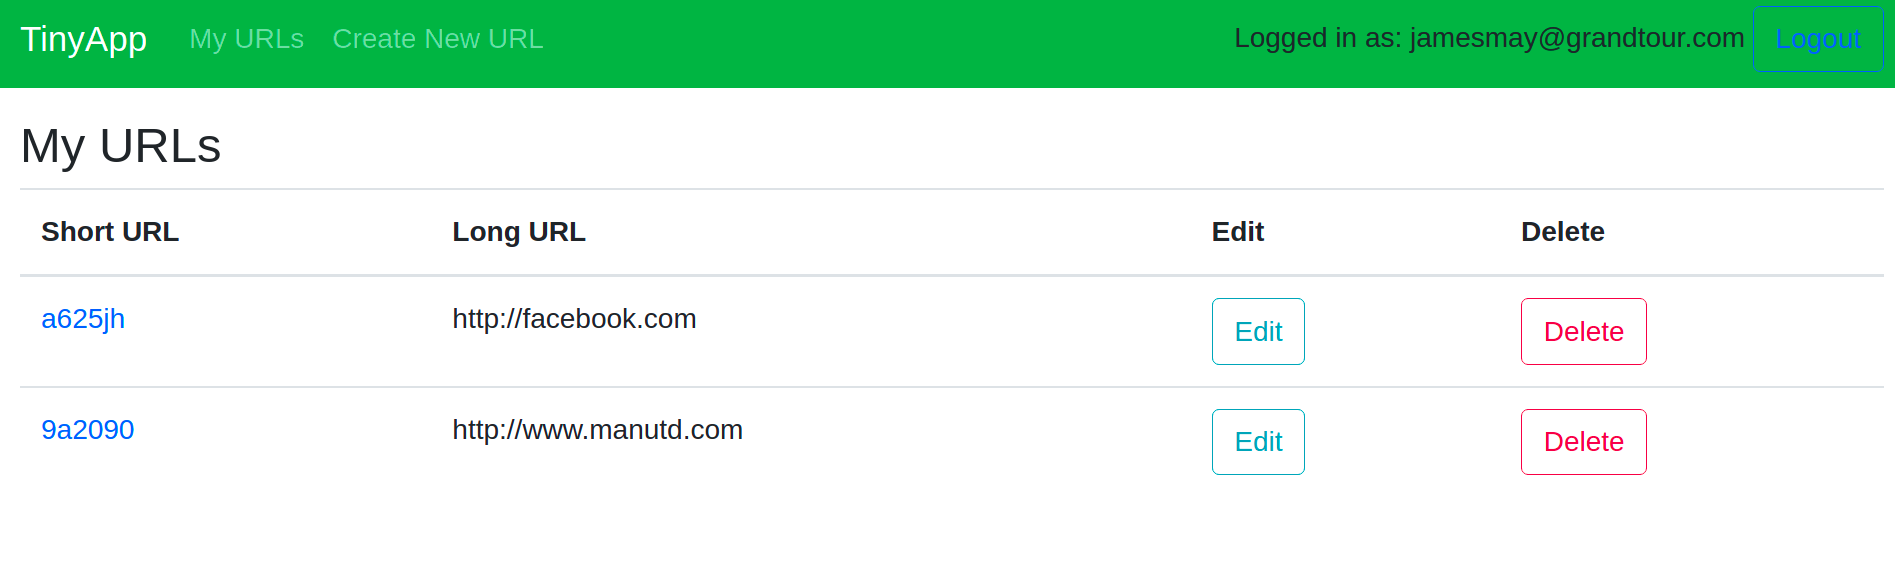 TinyApp My URLs Create New URL Logged in as: jamesmay@grandtour.com Logout
My URLs
Short URL Long URL Edit Delete
a625jh http://facebook.com Edit Delete
9a2090 http://www.manutd.com Edit Delete